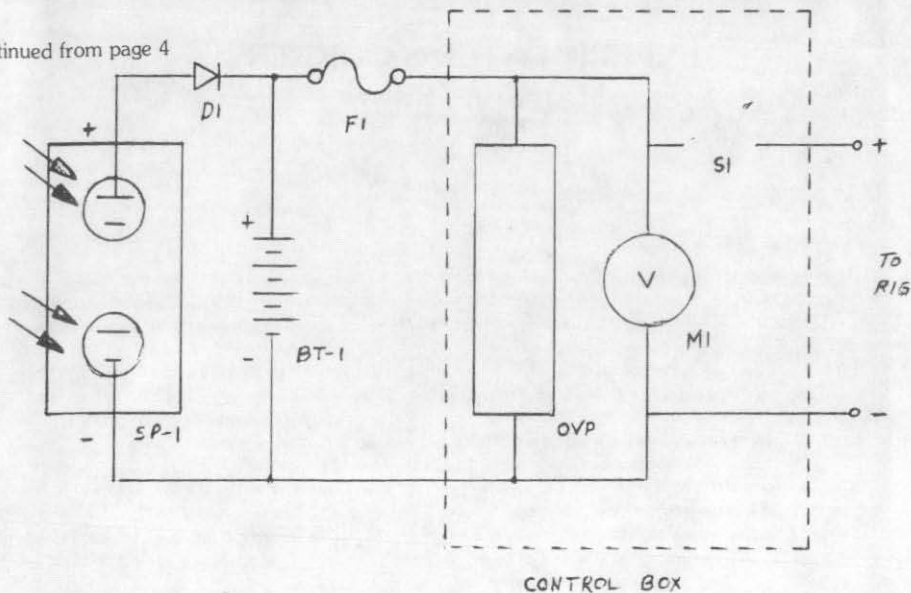 tinued from page 4
D1
F1
+
S1
+
+
V
TO
RIG
M1
BT-1
-
OVP
-
-
SP-1
CONTROL BOX